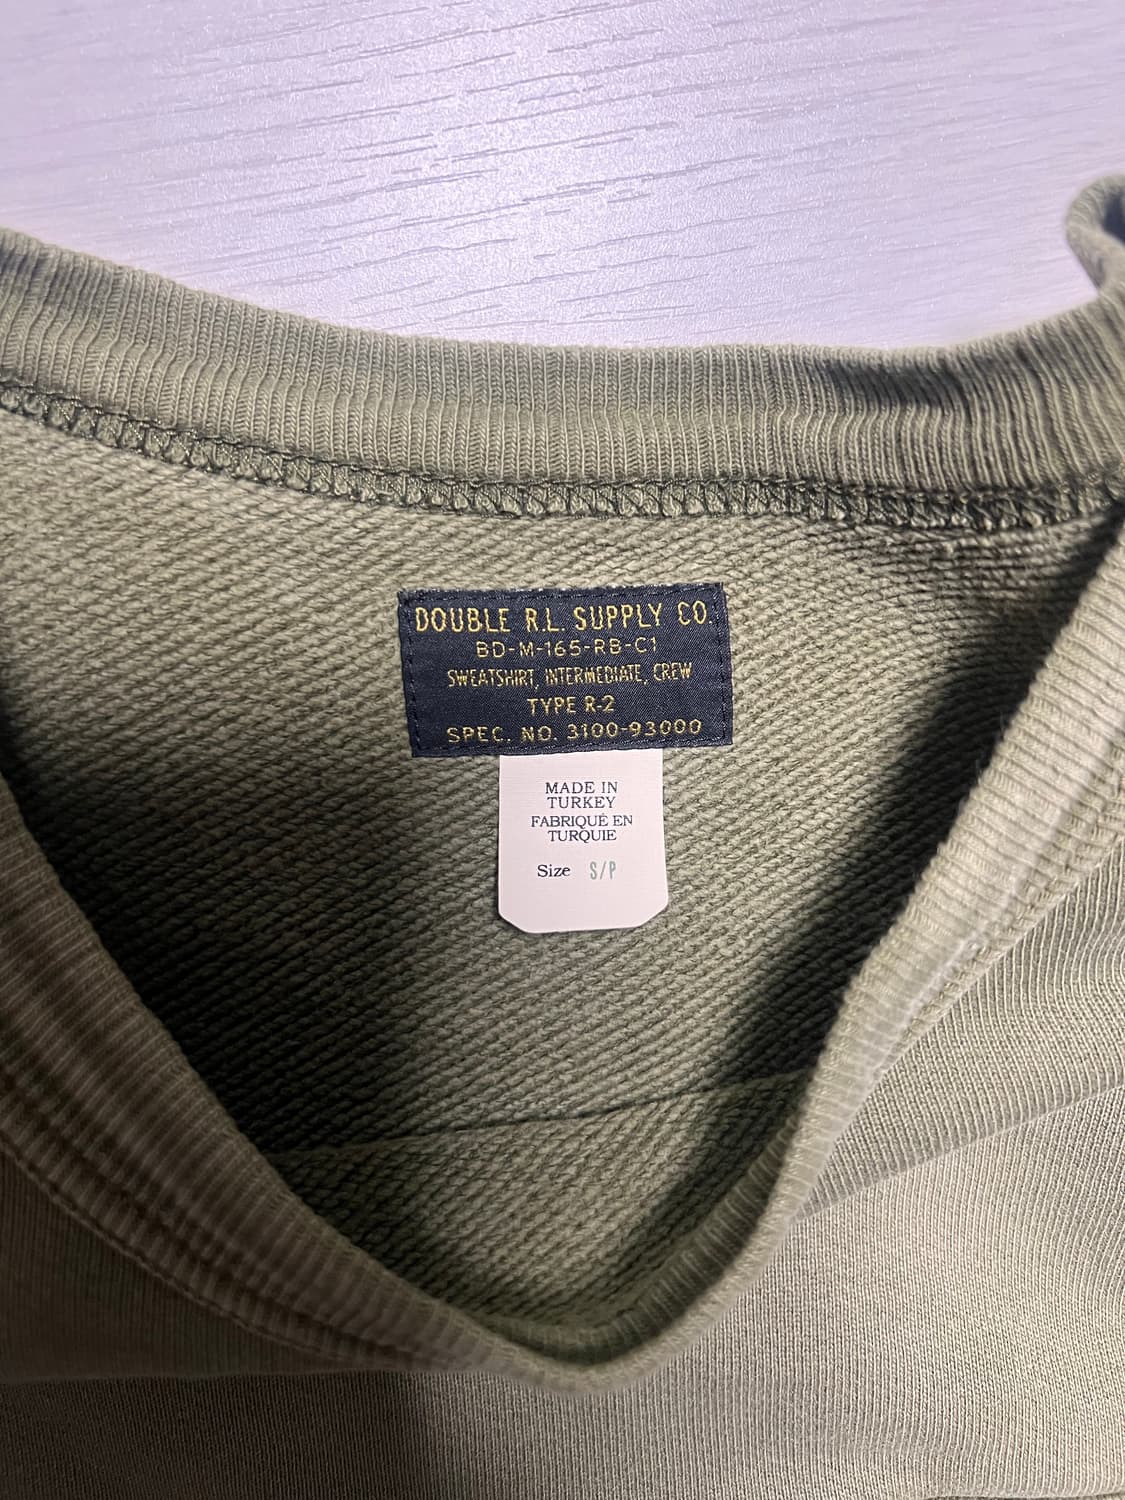 DOUBLE R.L. SUPPLY CO.
BD-M-165-RB-C1
SWEATSHIRT, INTERMEDIATE, CREW
TYPE R-2
SPEC. NO. 3100-93000
MADE IN
TURKEY
FABRIQUÉ EN
TURQUIE
Size S/P